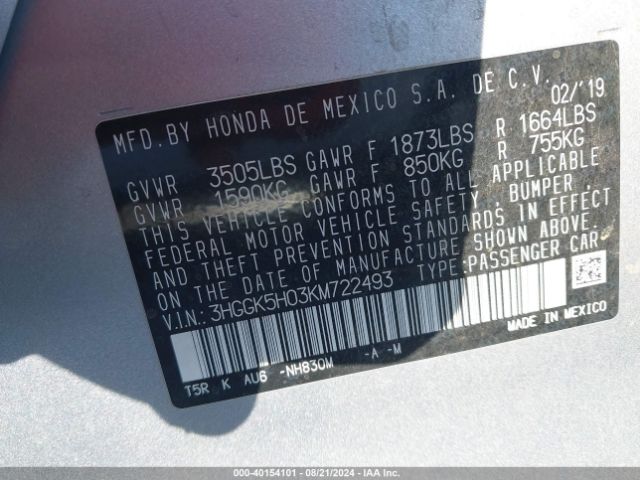 MFD. BY HONDA DE MEXICO S.A. DE C.V. 02/'19
GVWR 3505LBS GAWR F 1873LBS R 1664LBS
GVWR 1590KG GAWR F 850KG R 755KG
THIS VEHICLE CONFORMS TO ALL APPLICABLE
FEDERAL MOTOR VEHICLE SAFETY, BUMPER,
AND THEFT PREVENTION STANDARDS IN EFFECT
ON THE DATE OF MANUFACTURE SHOWN ABOVE.
V.I.N.: 3HGGK5H03KM722493 TYPE: PASSENGER CAR
MADE IN MEXICO
T5R K AU6 -NH830M -A -M
000-40154101 - 08/21/2024 - IAA Inc.